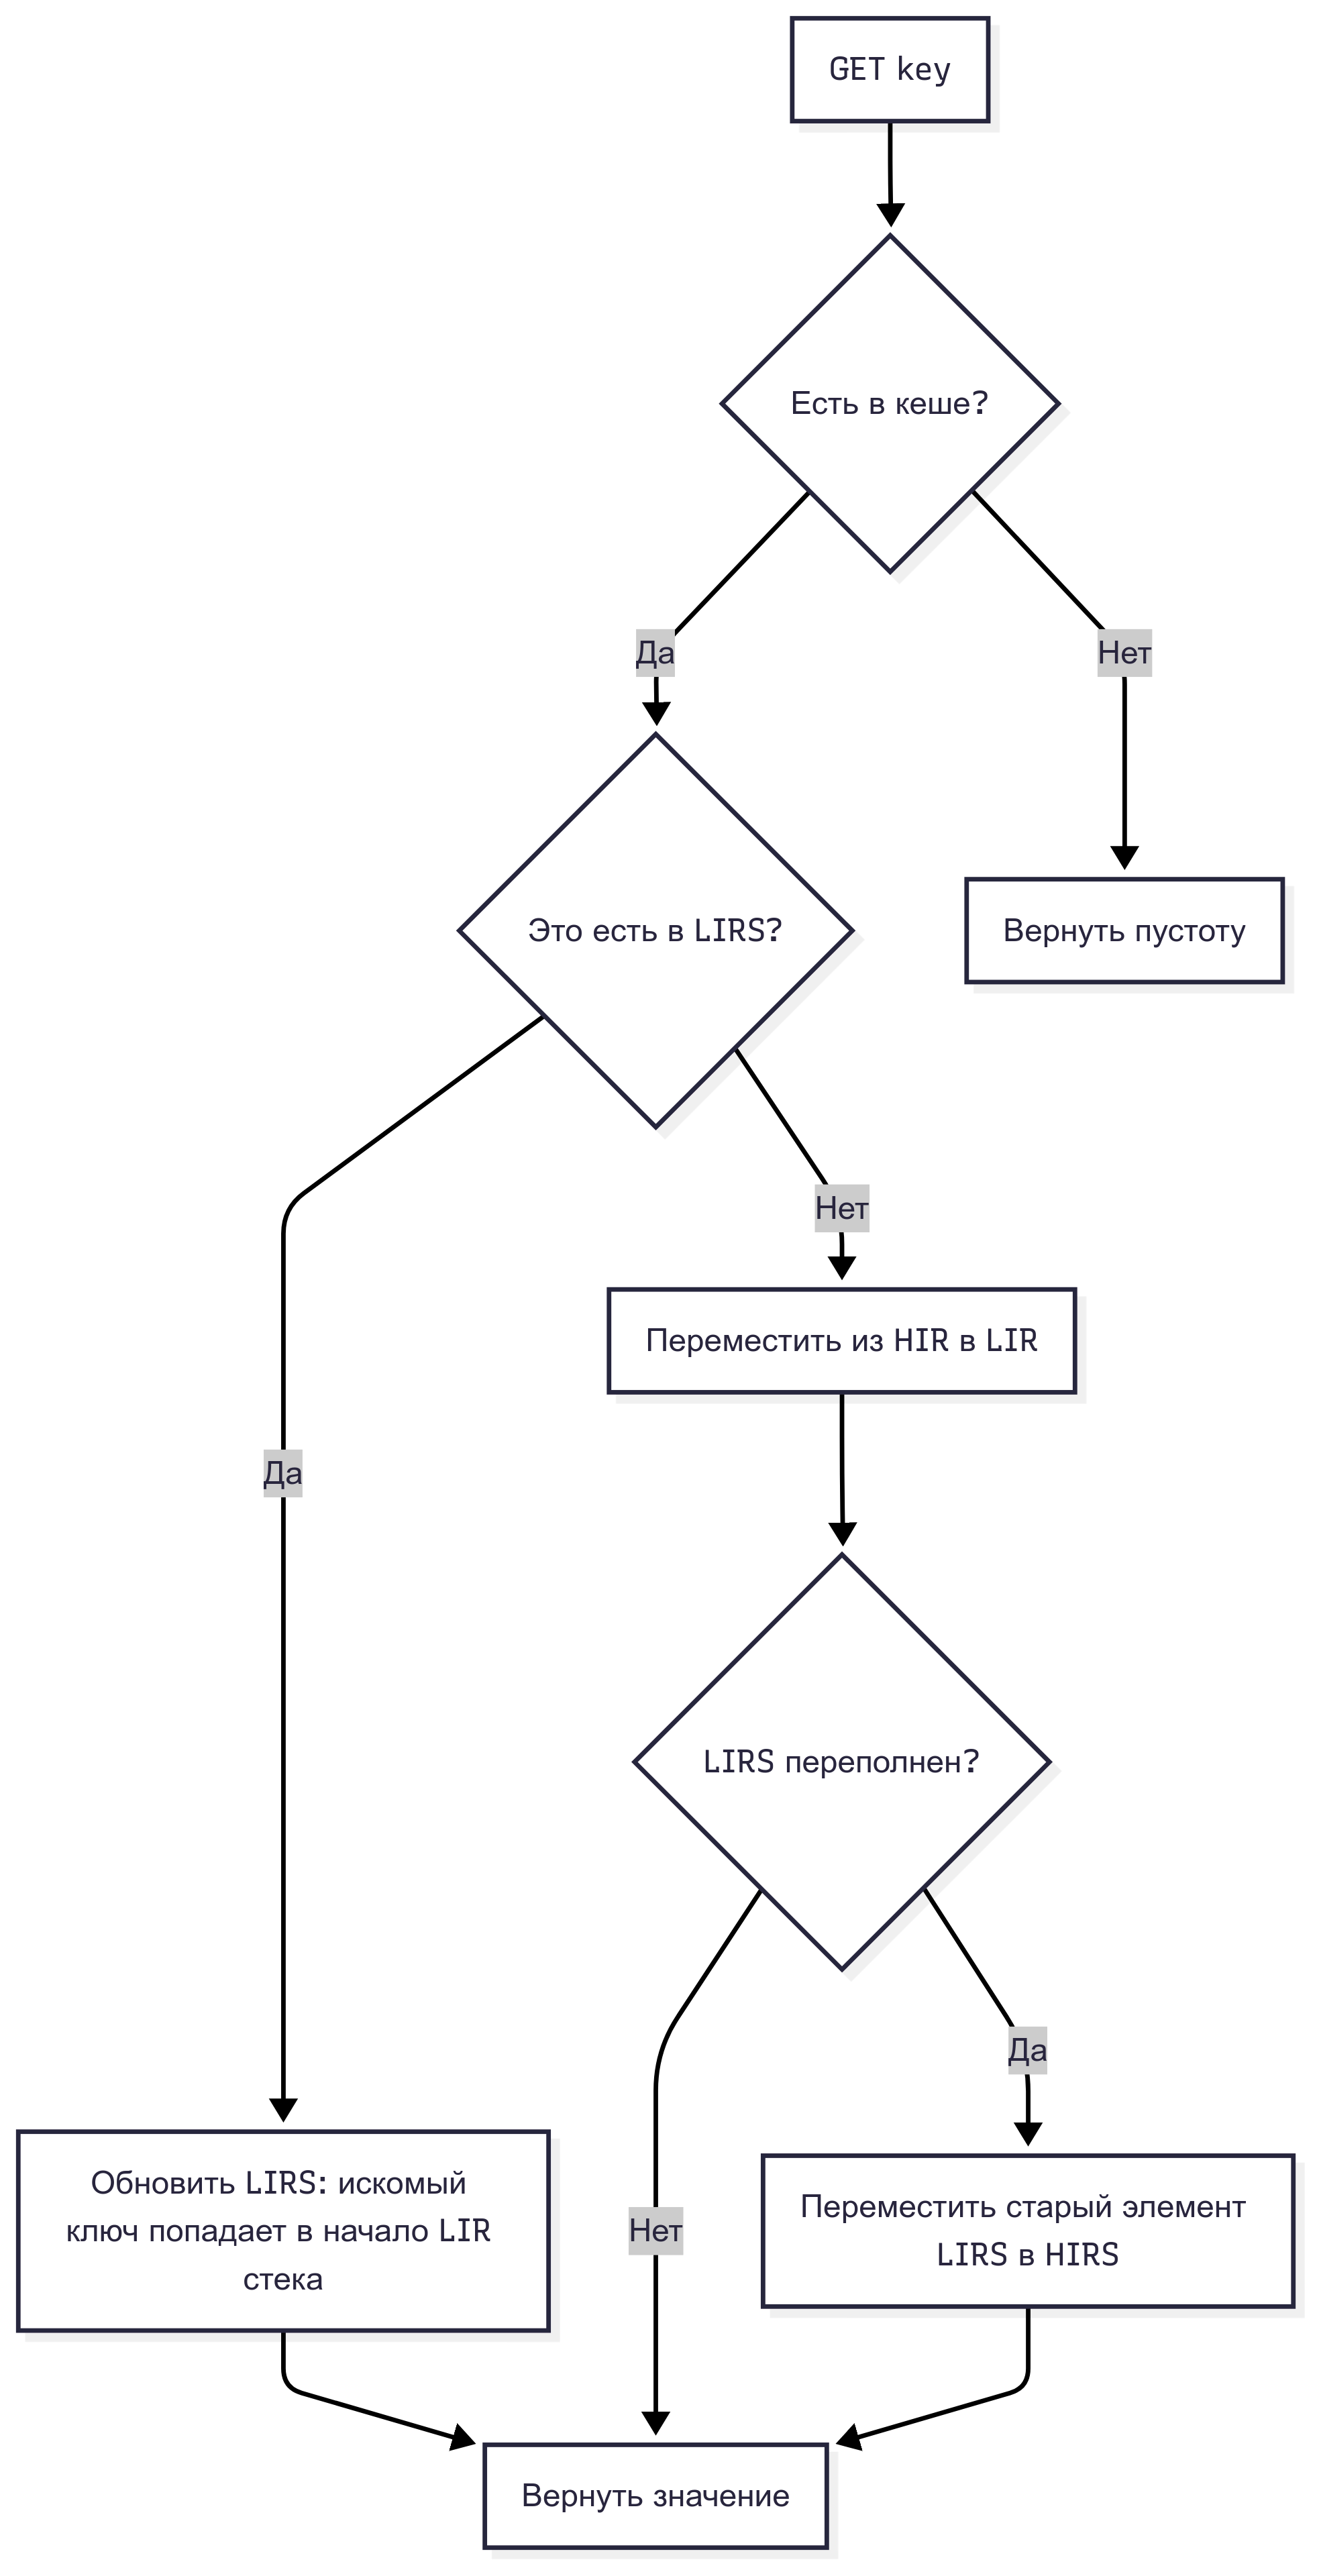 GET key
Есть в кеше?
Да
Нет
Это есть в LIRS?
Вернуть пустоту
Нет
Переместить из HIR в LIR
Да
LIRS переполнен?
Да
Обновить LIRS: искомый
ключ попадает в начало LIR
стека
Нет
Переместить старый элемент
LIRS в HIRS
Вернуть значение